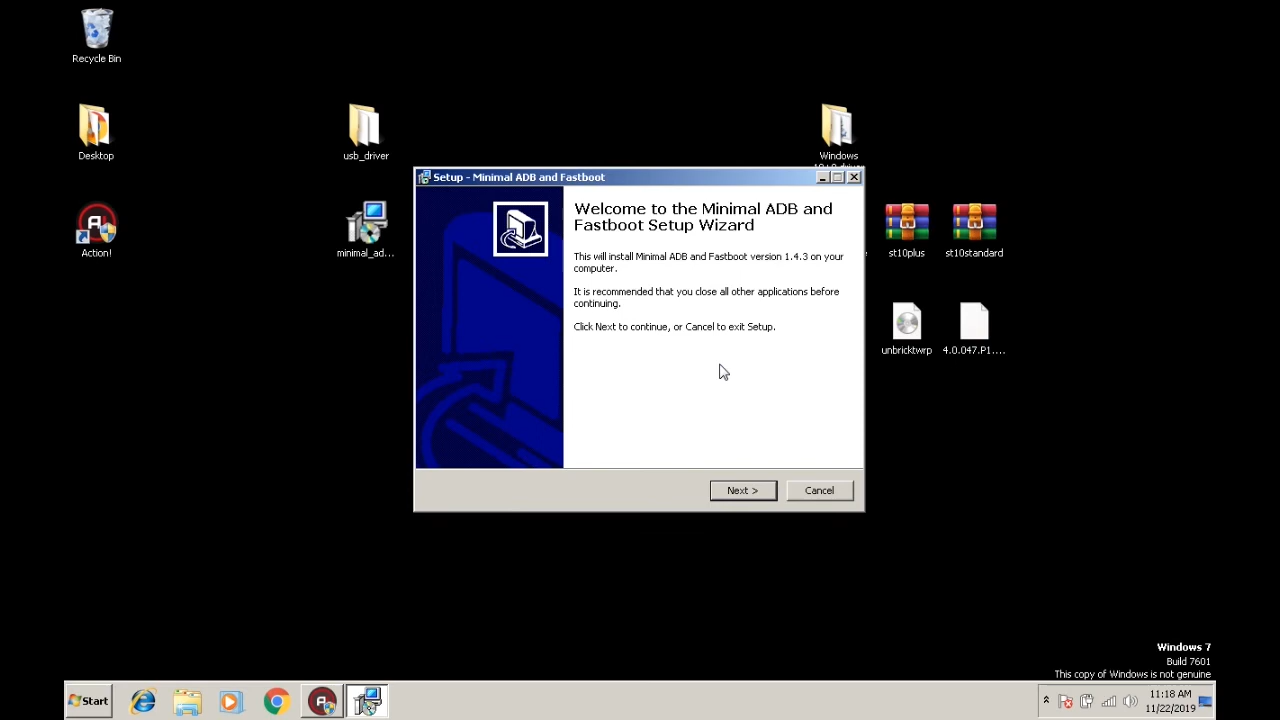 Recycle Bin
Desktop
usb_driver
Windows
Setup - Minimal ADB and Fastboot
Welcome to the Minimal ADB and
Fastboot Setup Wizard
This will install Minimal ADB and Fastboot version 1.4.3 on your
computer.
It is recommended that you close all other applications before
continuing.
Click Next to continue, or Cancel to exit Setup.
Action!
minimal_ad...
st10plus
st10standard
unbricktwrp
4.0.047.P1....
Next >
Cancel
Windows 7
Build 7601
This copy of Windows is not genuine
Start
11:18 AM
11/22/2019